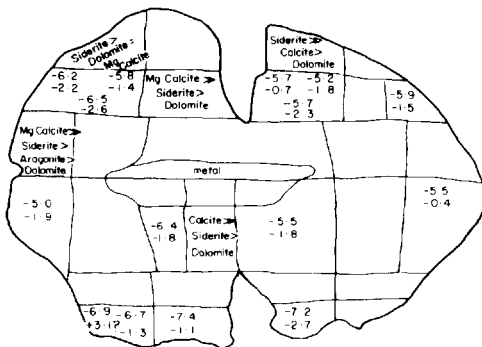 Siderite >
Dolomite =
Mg Calcite
-6·2 -5·8
-2·2 -1·4
-6·5
-2·6
Mg Calcite ≫
Siderite >
Dolomite
Siderite ≫
Calcite >
Dolomite
-5·7 -5·2
-0·7 -1·8
-5·7
-2·3
-5·9
-1·5
Mg Calcite ≫
Siderite >
Aragonite >
Dolomite
metal
-5·0
-1·9
-6·4
-1·8
Calcite ≫
Siderite >
Dolomite
-5·5
-1·8
-5·5
-0·4
-6·9 -6·7
+3·1? -1·3
-7·4
-1·1
-7·2
-2·7